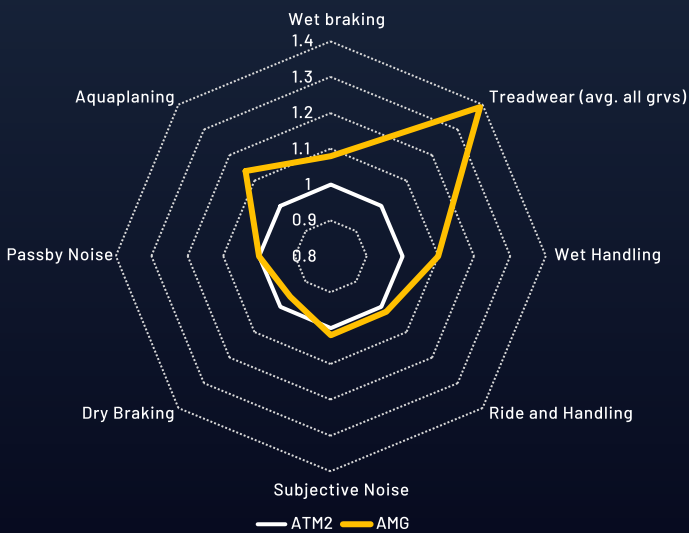 Wet braking
1.4
1.3
Aquaplaning
Treadwear (avg. all grvs)
1.2
1.1
1
0.9
Passby Noise
0.8
Wet Handling
Dry Braking
Ride and Handling
Subjective Noise
ATM2 AMG